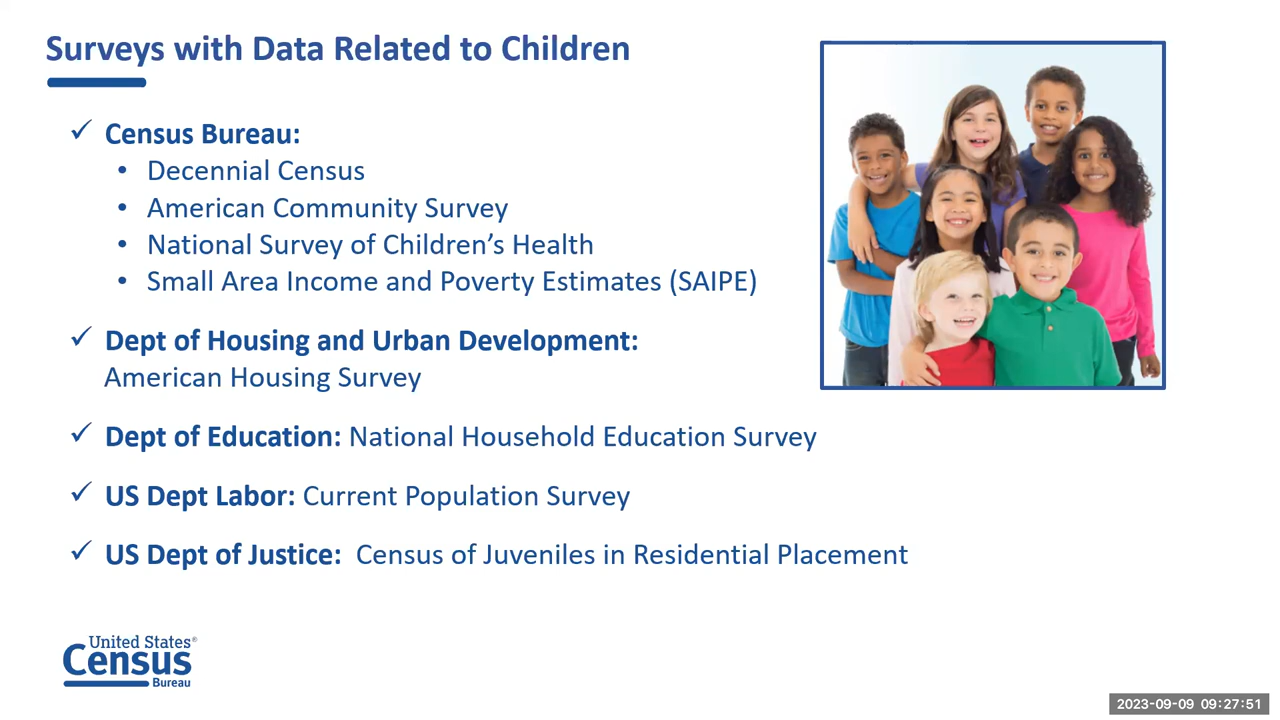 Surveys with Data Related to Children
✓ Census Bureau:
• Decennial Census
• American Community Survey
• National Survey of Children’s Health
• Small Area Income and Poverty Estimates (SAIPE)
✓ Dept of Housing and Urban Development:
American Housing Survey
✓ Dept of Education: National Household Education Survey
✓ US Dept Labor: Current Population Survey
✓ US Dept of Justice:  Census of Juveniles in Residential Placement
United States®
Census
Bureau
2023-09-09 09:27:51